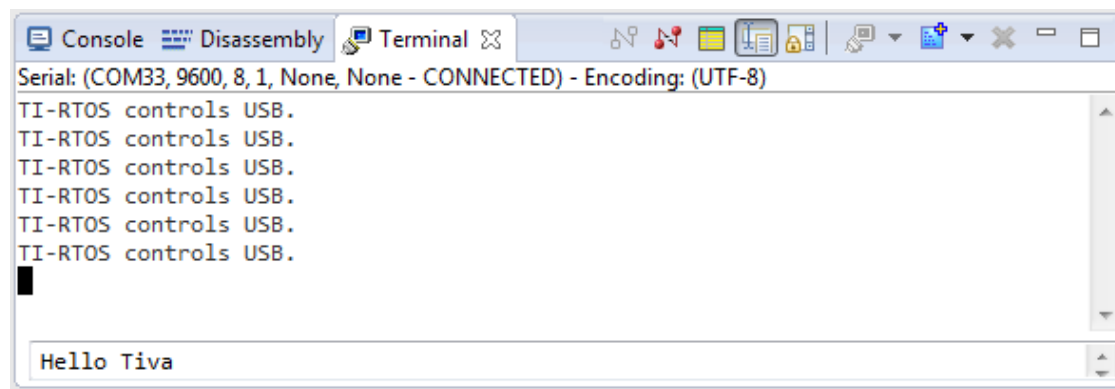 Console Disassembly Terminal
Serial: (COM33, 9600, 8, 1, None, None - CONNECTED) - Encoding: (UTF-8)
TI-RTOS controls USB.
TI-RTOS controls USB.
TI-RTOS controls USB.
TI-RTOS controls USB.
TI-RTOS controls USB.
TI-RTOS controls USB.
Hello Tiva